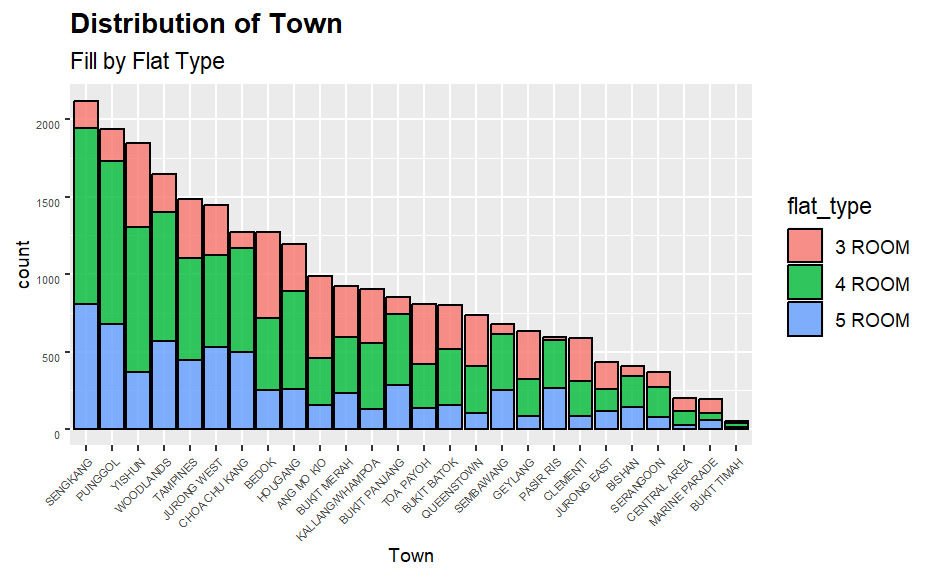 Distribution of Town
Fill by Flat Type
count
2000
1500
1000
500
0
SENGKANG
PUNGGOL
YISHUN
WOODLANDS
TAMPINES
JURONG WEST
CHOA CHU KANG
BEDOK
HOUGANG
ANG MO KIO
BUKIT MERAH
KALLANG/WHAMPOA
BUKIT PANJANG
TOA PAYOH
BUKIT BATOK
QUEENSTOWN
SEMBAWANG
GEYLANG
PASIR RIS
CLEMENTI
JURONG EAST
BISHAN
SERANGOON
CENTRAL AREA
MARINE PARADE
BUKIT TIMAH
Town
flat_type
3 ROOM
4 ROOM
5 ROOM